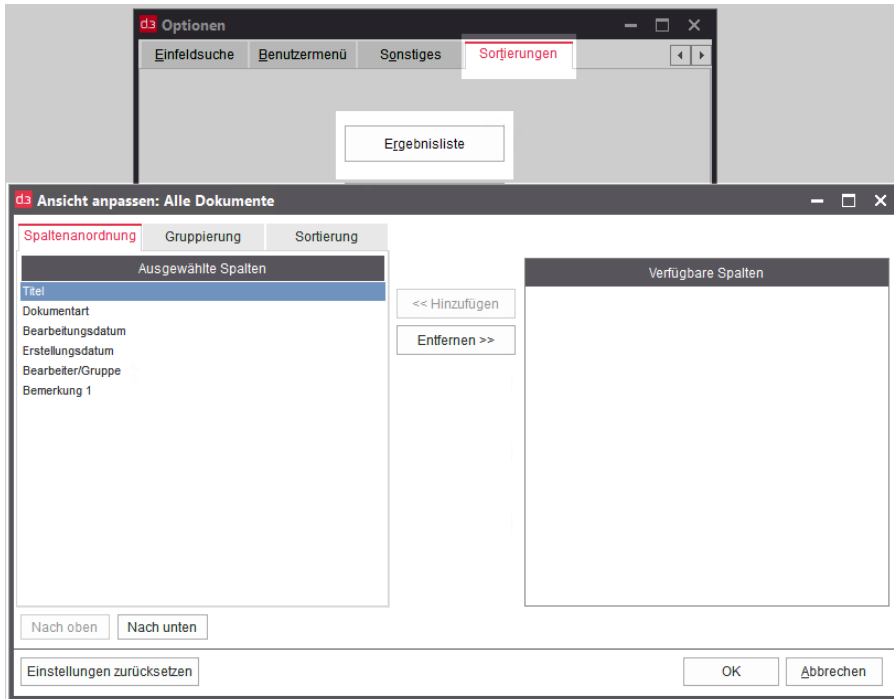 d3 Optionen
Einfeldsuche Benutzermenü Sonstiges Sortierungen
Ergebnisliste
d3 Ansicht anpassen: Alle Dokumente
Spaltenanordnung Gruppierung Sortierung
Ausgewählte Spalten
Titel
Dokumentart
Bearbeitungsdatum
Erstellungsdatum
Bearbeiter/Gruppe
Bemerkung 1
<< Hinzufügen
Entfernen >>
Verfügbare Spalten
Nach oben Nach unten
Einstellungen zurücksetzen OK Abbrechen